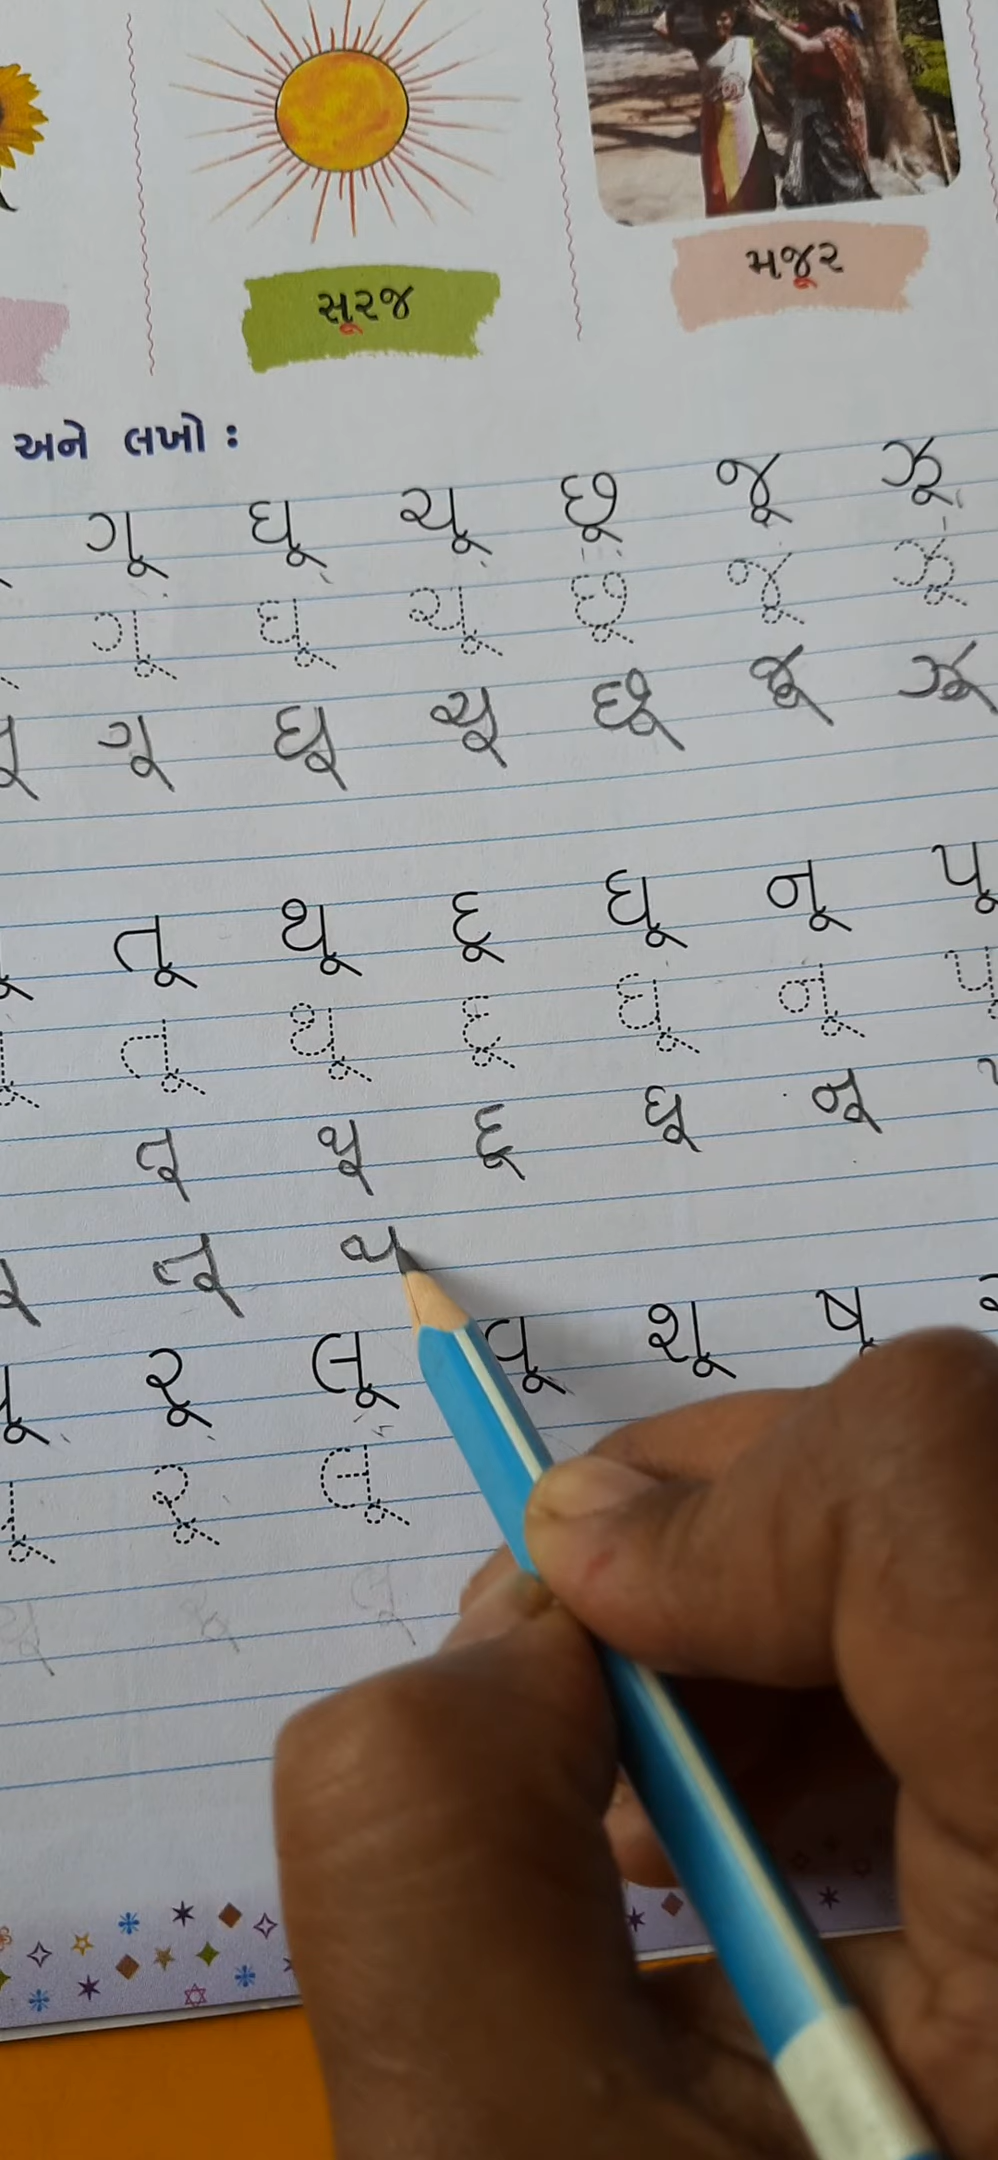 સૂરજ મજૂર
અને લખો :
ગૂ ઘૂ ચૂ છૂ જૂ ઝૂ
ગૂ ઘૂ ચૂ છૂ જૂ ઝૂ
ગૂ ઘૂ ચૂ છૂ જૂ ઝૂ
તૂ થૂ દૂ ધૂ નૂ પૂ
તૂ થૂ દૂ ધૂ નૂ પૂ
તૂ થૂ દૂ ધૂ નૂ
તૂ
રૂ લૂ વૂ શૂ ષૂ
રૂ લૂ